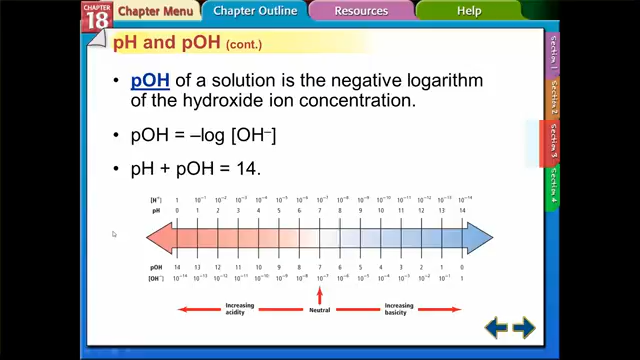 CHAPTER
18
Chapter Menu
Chapter Outline
Resources
Help
pH and pOH (cont.)
Section 1
Section 2
Section 3
Section 4
• pOH of a solution is the negative logarithm
of the hydroxide ion concentration.
• pOH = –log [OH⁻]
• pH + pOH = 14.
[H⁺] 1 10⁻¹ 10⁻² 10⁻³ 10⁻⁴ 10⁻⁵ 10⁻⁶ 10⁻⁷ 10⁻⁸ 10⁻⁹ 10⁻¹⁰ 10⁻¹¹ 10⁻¹² 10⁻¹³ 10⁻¹⁴
pH 0 1 2 3 4 5 6 7 8 9 10 11 12 13 14
pOH 14 13 12 11 10 9 8 7 6 5 4 3 2 1 0
[OH⁻] 10⁻¹⁴ 10⁻¹³ 10⁻¹² 10⁻¹¹ 10⁻¹⁰ 10⁻⁹ 10⁻⁸ 10⁻⁷ 10⁻⁶ 10⁻⁵ 10⁻⁴ 10⁻³ 10⁻² 10⁻¹ 1
Increasing
acidity
Neutral
Increasing
basicity